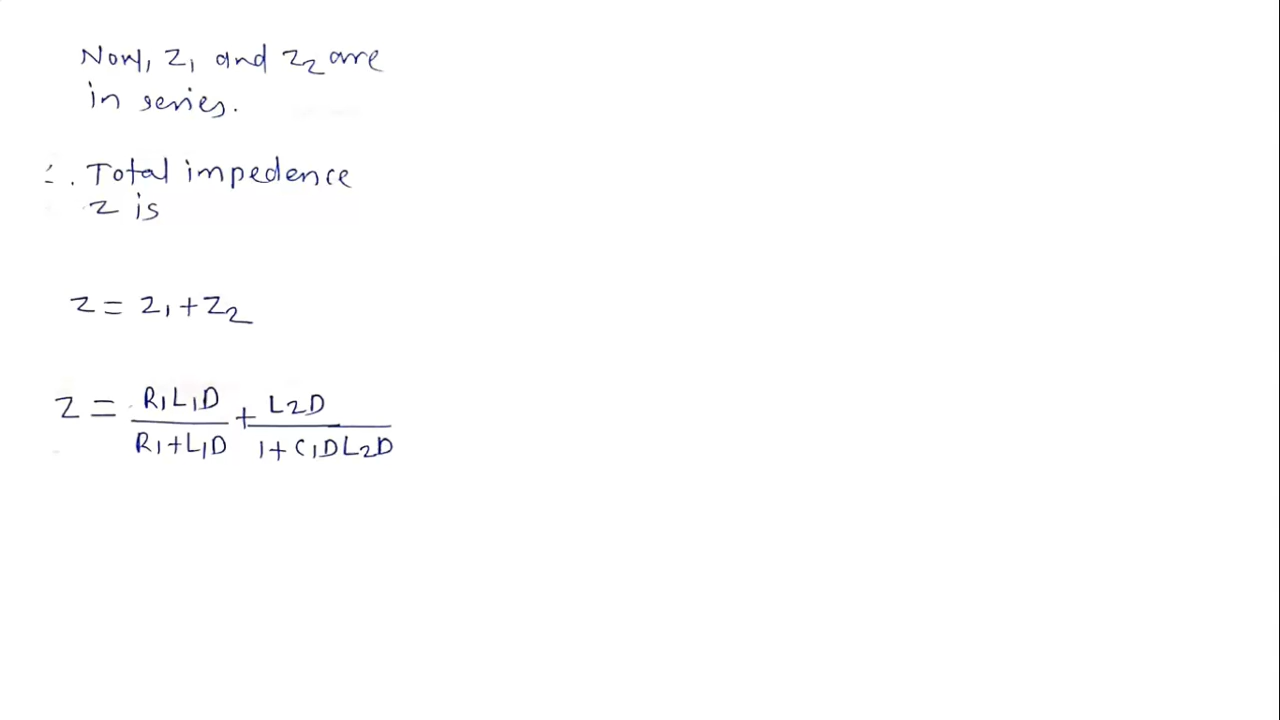 Now, Z₁ and Z₂ are
in series.
∴ Total impedence
Z is
Z = Z₁ + Z₂
Z = R₁L₁D / R₁+L₁D + L₂D / 1+C₁DL₂D